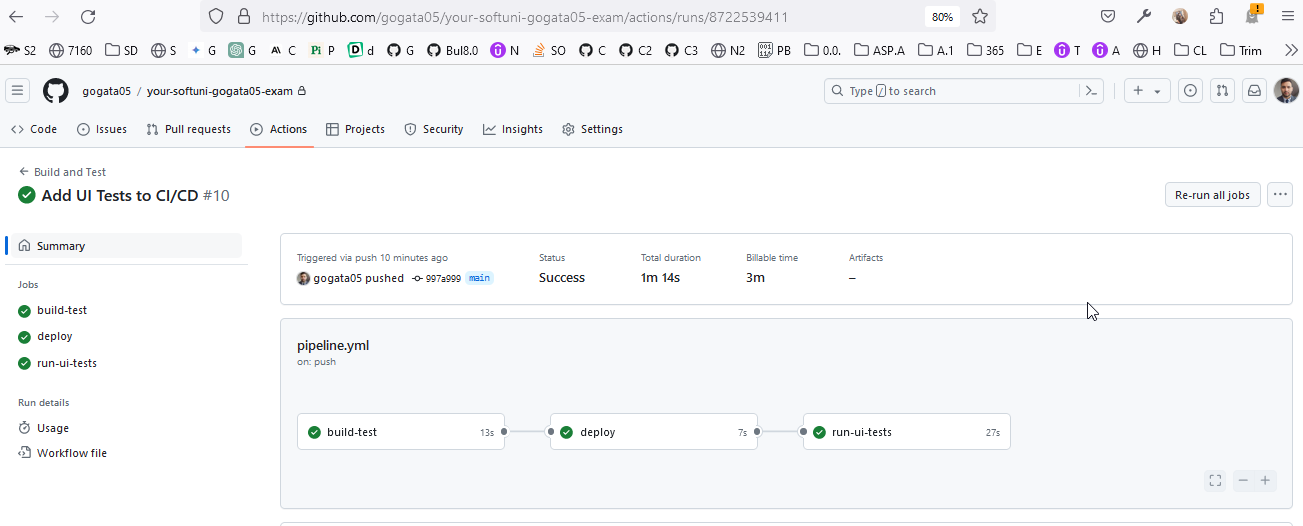 https://github.com/gogata05/your-softuni-gogata05-exam/actions/runs/8722539411 80%
S2 7160 SD S G G C P d G Bul8.0 N SO C C2 C3 N2 PB 0.0. ASP.A A.1 365 E T A H CL Trim
gogata05 / your-softuni-gogata05-exam Type / to search
Code Issues Pull requests Actions Projects Security Insights Settings
Build and Test
Add UI Tests to CI/CD #10 Re-run all jobs
Summary
Triggered via push 10 minutes ago Status Total duration Billable time Artifacts
gogata05 pushed 997a999 main Success 1m 14s 3m –
Jobs
build-test
deploy
run-ui-tests
Run details
Usage
Workflow file
pipeline.yml
on: push
build-test 13s deploy 7s run-ui-tests 27s